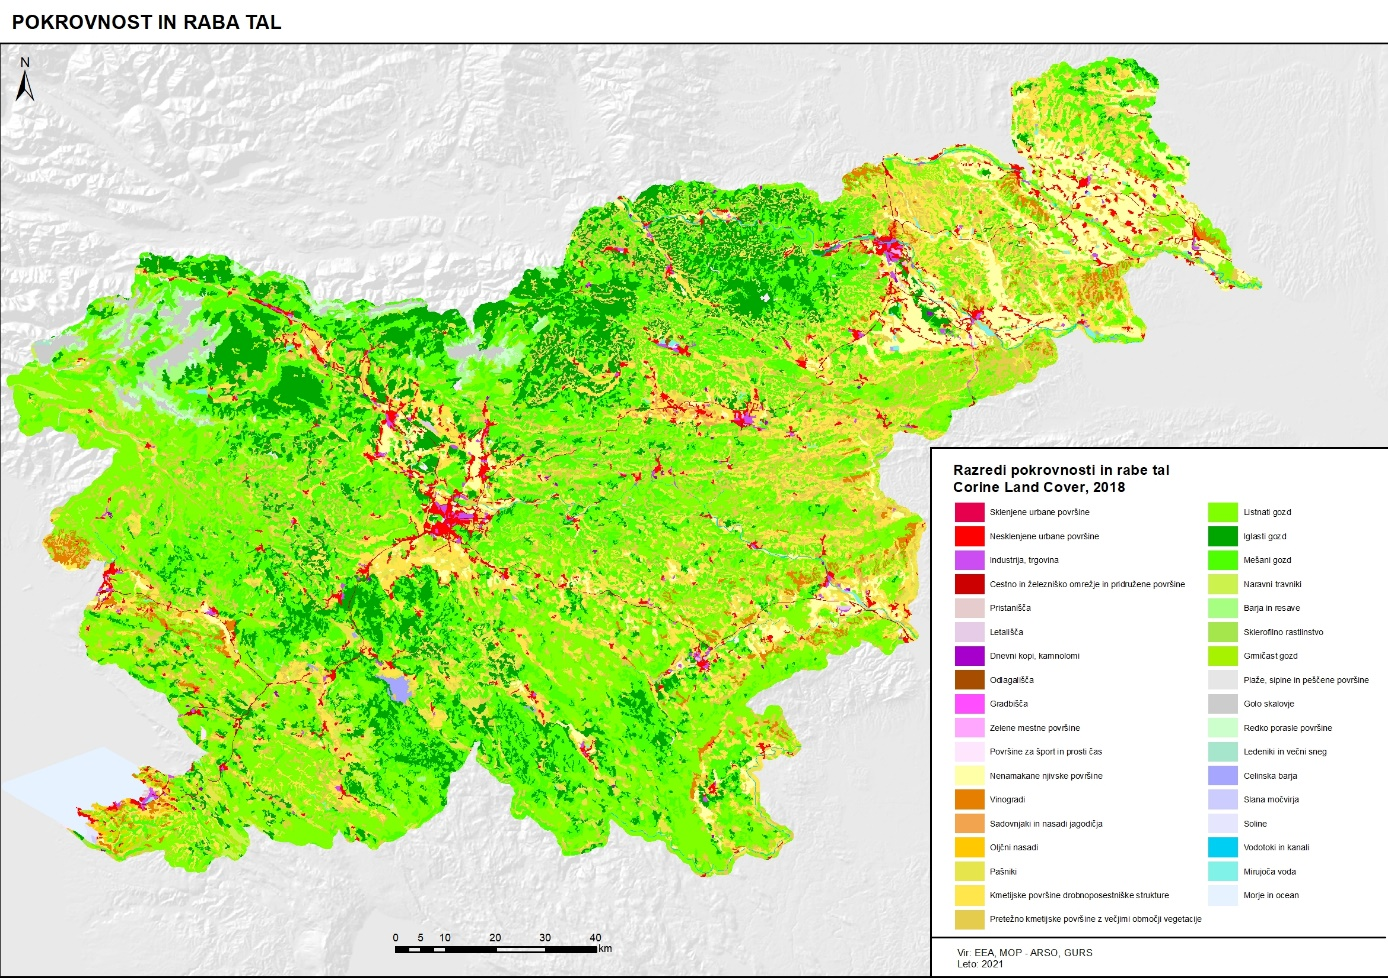 POKROVNOST IN RABA TAL
N
Razredi pokrovnosti in rabe tal
Corine Land Cover, 2018
Sklenjene urbane površine
Nesklenjene urbane površine
Industrija, trgovina
Cestno in železniško omrežje in pridružene površine
Pristanišča
Letališča
Dnevni kopi, kamnolomi
Odlagališča
Gradbišča
Zelene mestne površine
Površine za šport in prosti čas
Nenamakane njivske površine
Vinogradi
Sadovnjaki in nasadi jagodičja
Oljčni nasadi
Pašniki
Kmetijske površine drobnoposestniške strukture
Pretežno kmetijske površine z večjimi območji vegetacije
Listnati gozd
Iglasti gozd
Mešani gozd
Naravni travniki
Barja in resave
Sklerofilno rastlinstvo
Grmičast gozd
Plaže, sipine in peščene površine
Golo skalovje
Redko porasle površine
Ledeniki in večni sneg
Celinska barja
Slana močvirja
Soline
Vodotoki in kanali
Mirujoča voda
Morje in ocean
0 5 10 20 30 40
km
Vir: EEA, MOP - ARSO, GURS
Leto: 2021